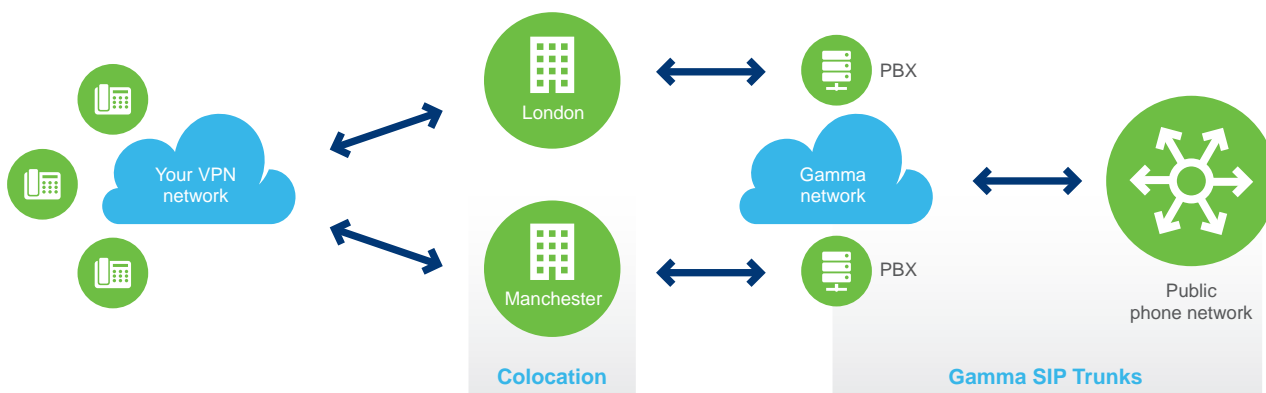 Your VPN
network
London
Manchester
Colocation
PBX
Gamma
network
PBX
Public
phone network
Gamma SIP Trunks